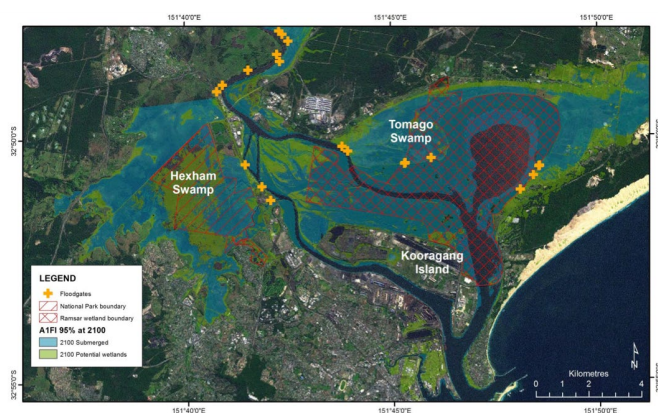 151°40'0"E 151°45'0"E 151°50'0"E
32°50'0"S
Tomago
Swamp
Hexham
Swamp
Kooragang
Island
LEGEND
Floodgates
National Park boundary
Ramsar wetland boundary
A1FI 95% at 2100
2100 Submerged
2100 Potential wetlands
N
Kilometres
0 1 2 4
32°55'0"S
151°40'0"E 151°45'0"E 151°50'0"E